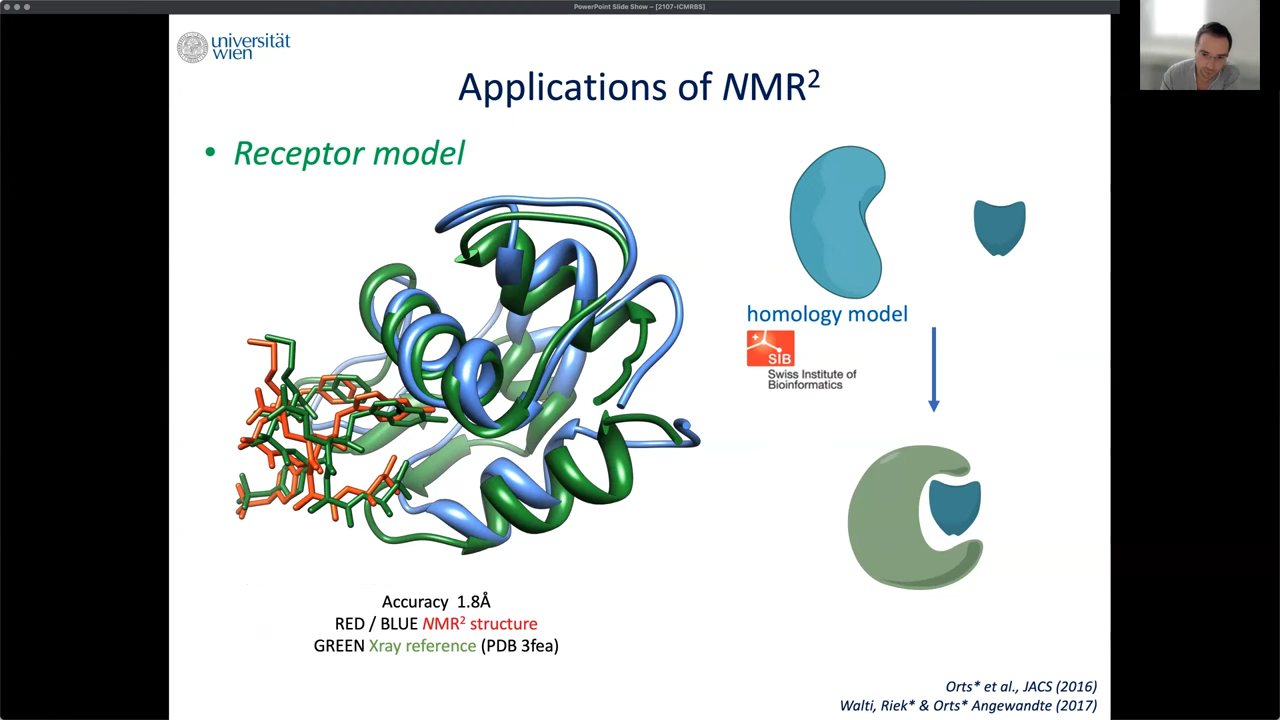 PowerPoint Slide Show – [2107-ICMRBS]
universität
wien
Applications of NMR²
• Receptor model
homology model
SIB
Swiss Institute of
Bioinformatics
Accuracy 1.8Å
RED / BLUE NMR² structure
GREEN Xray reference (PDB 3fea)
Orts* et al., JACS (2016)
Walti, Riek* & Orts* Angewandte (2017)